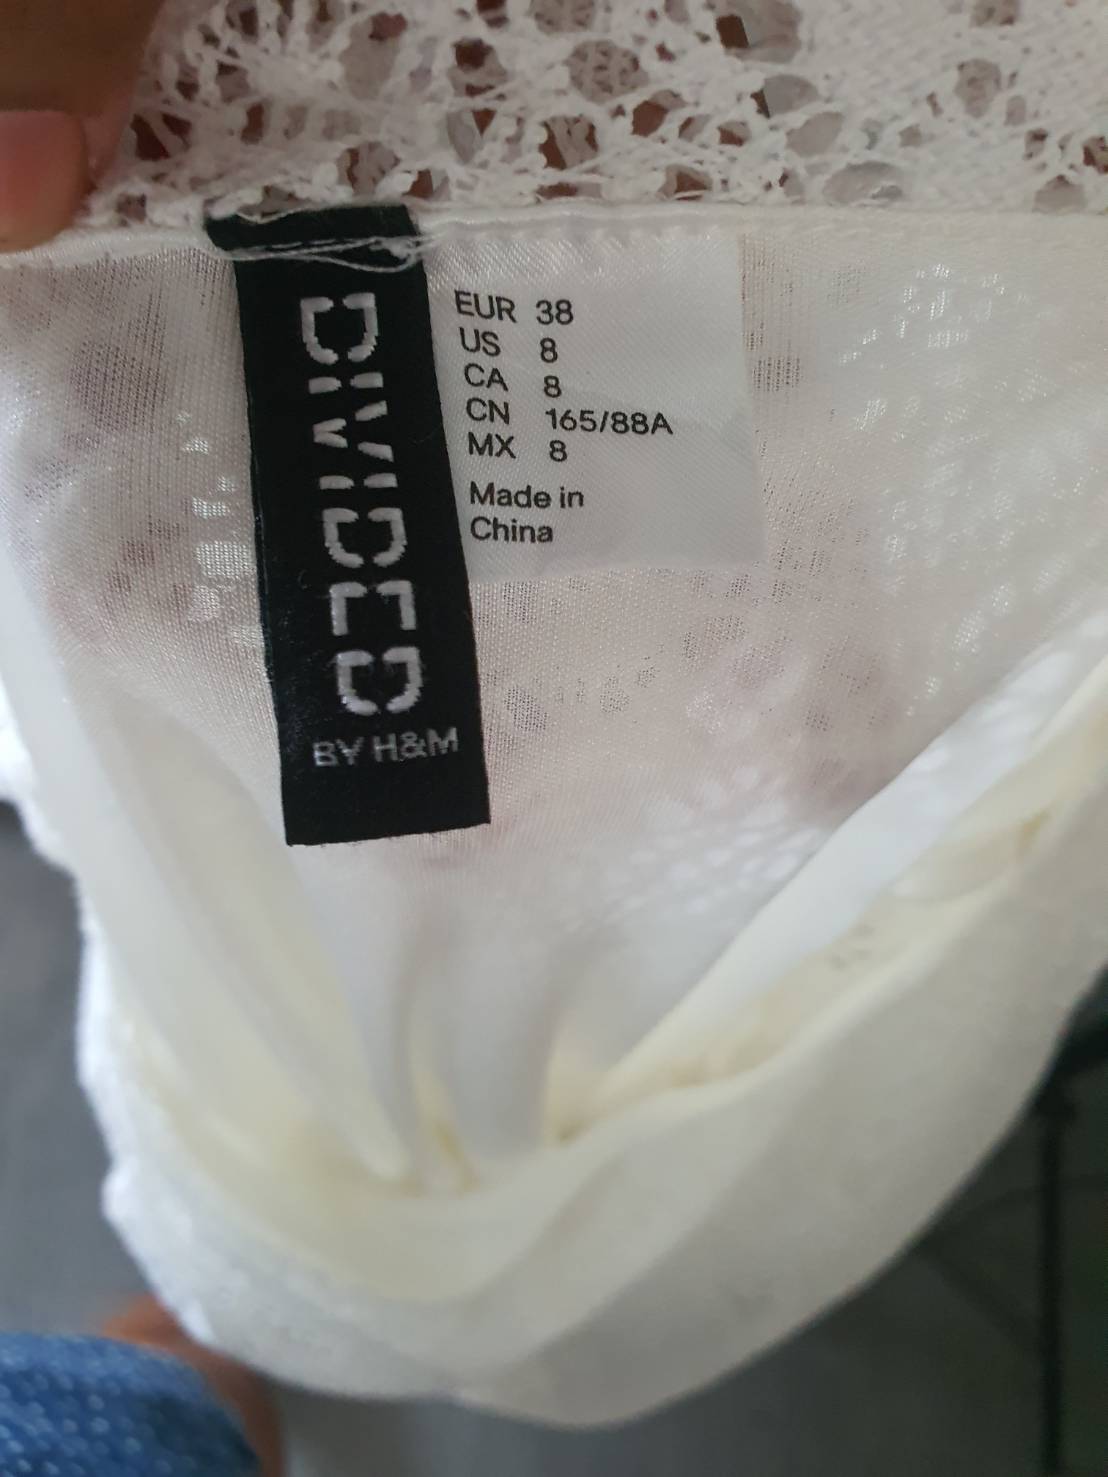 DIVIDED
BY H&M
EUR 38
US 8
CA 8
CN 165/88A
MX 8
Made in
China